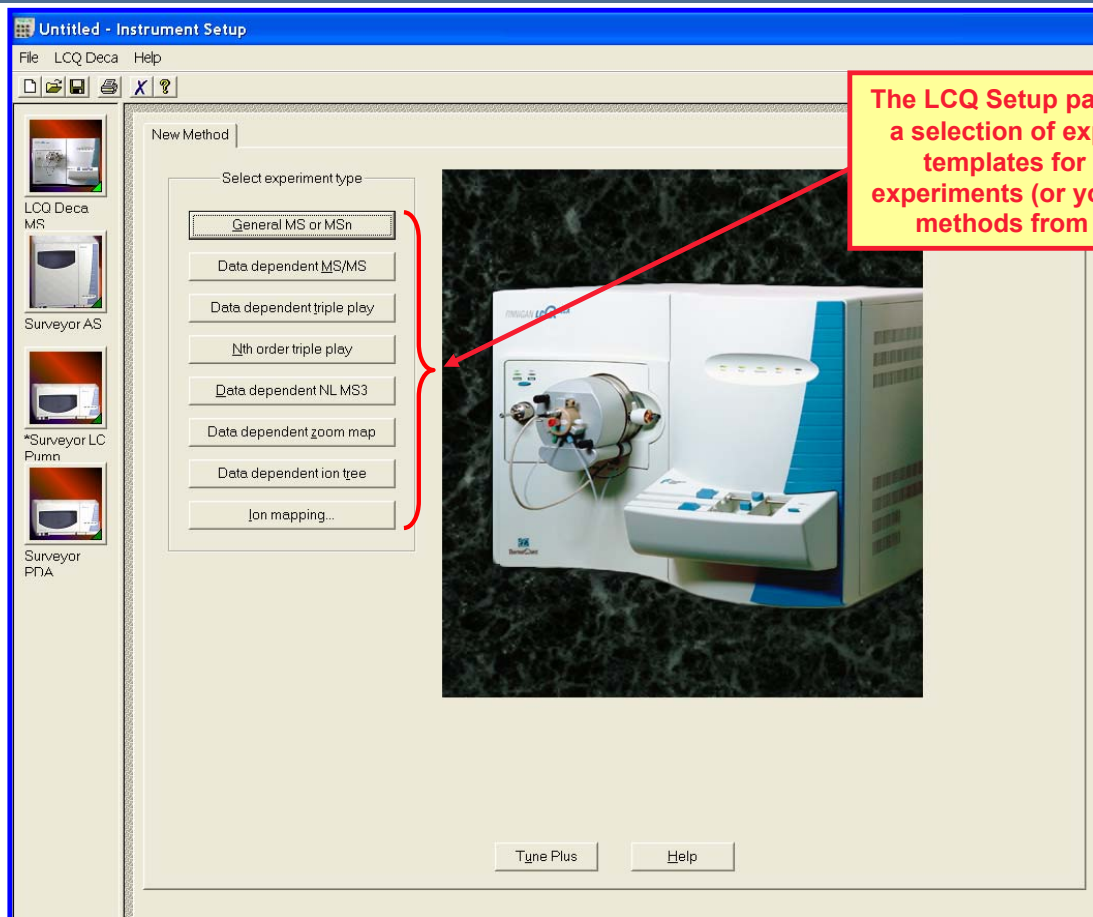 Untitled - Instrument Setup
File LCQ Deca Help
The LCQ Setup pa
a selection of exp
templates for
experiments (or yo
methods from
New Method
Select experiment type
General MS or MSn
Data dependent MS/MS
Data dependent triple play
Nth order triple play
Data dependent NL MS3
Data dependent zoom map
Data dependent ion tree
Ion mapping...
LCQ Deca
MS
Surveyor AS
*Surveyor LC
Pump
Surveyor
PDA
FINNIGAN LCQ
Tune Plus
Help